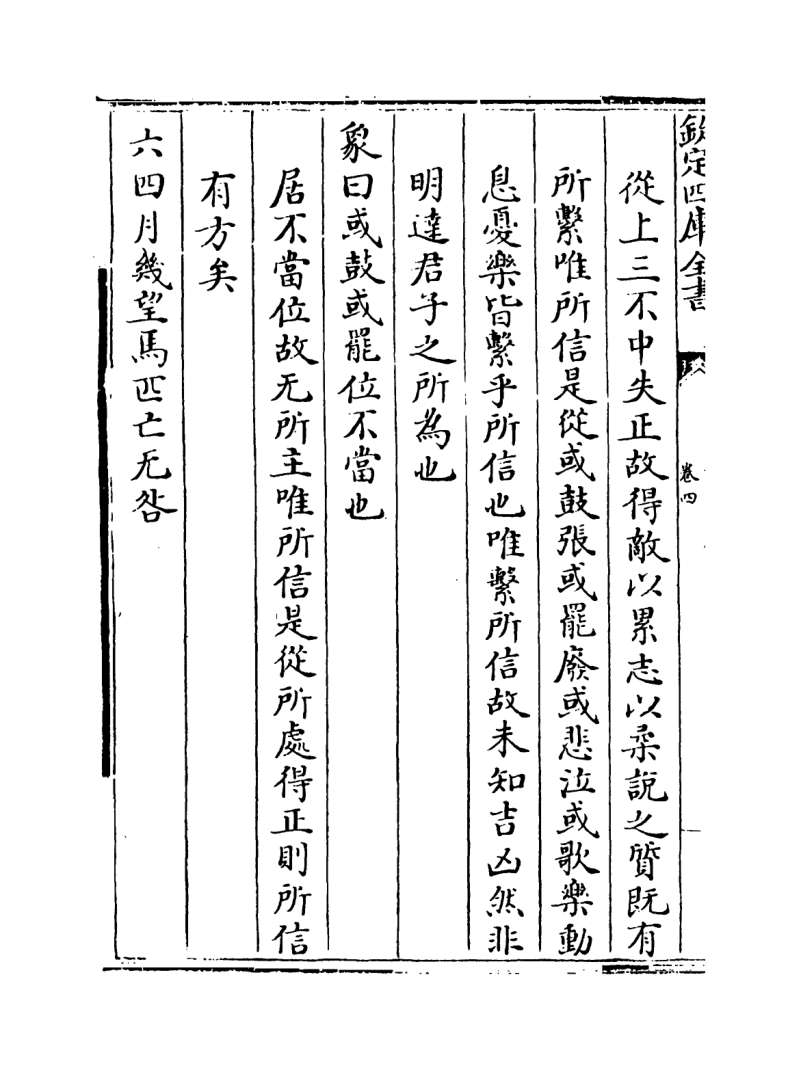 欽定四庫全書
卷四
從上三不中失正故得敵以累志以柔說之質既有
所繫唯所信是從或鼓張或罷廢或悲泣或歌樂動
息憂樂皆繫乎所信也唯繫所信故未知吉凶然非
明達君子之所為也
象曰或鼓或罷位不當也
居不當位故无所主唯所信是從所處得正則所信
有方矣
六四月幾望馬匹亡无咎